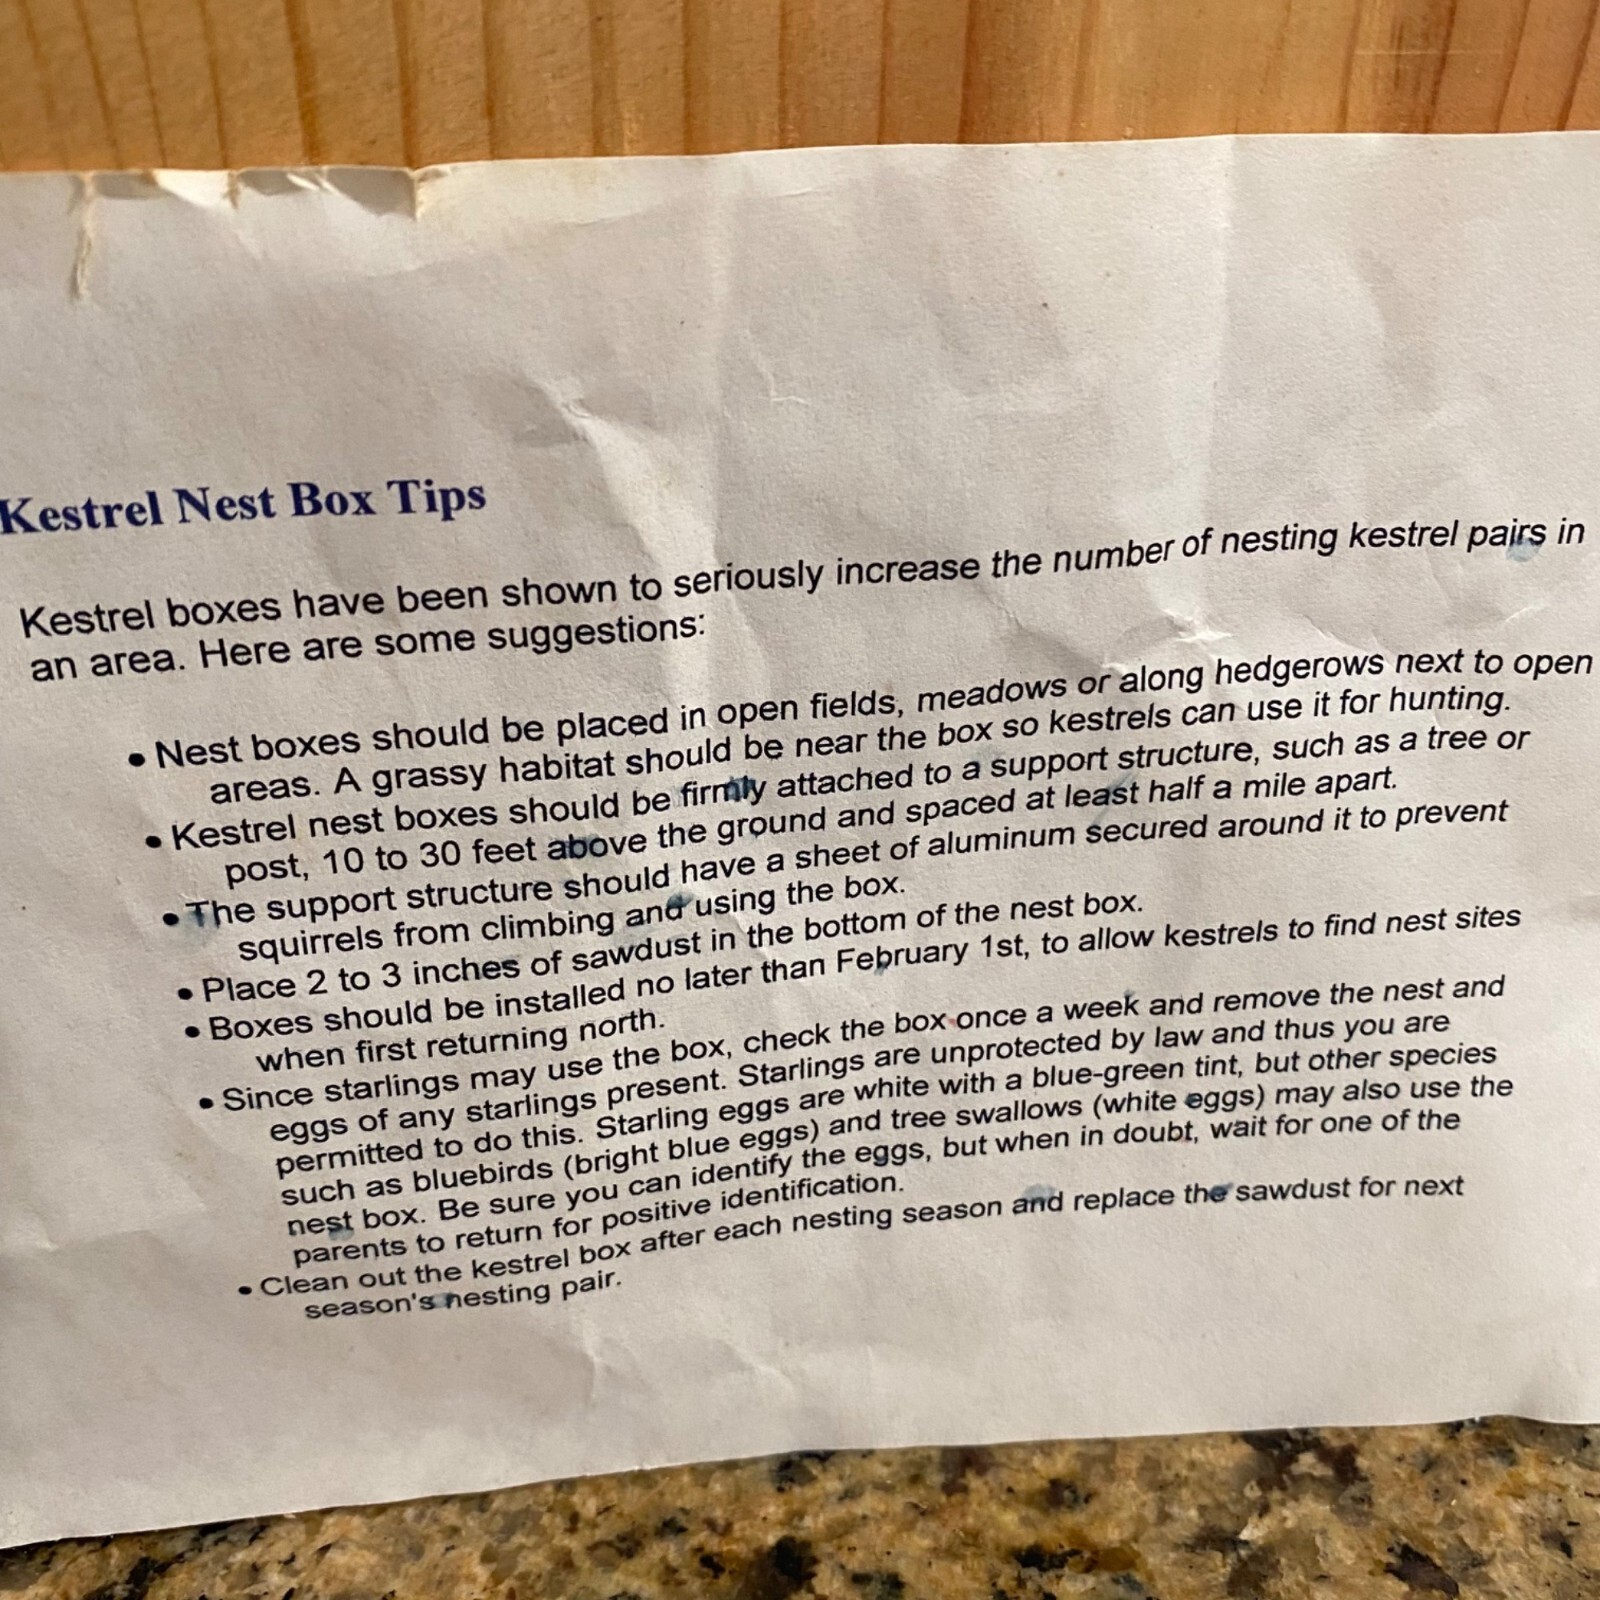 Kestrel Nest Box Tips
Kestrel boxes have been shown to seriously increase the number of nesting kestrel pairs in
an area. Here are some suggestions:
• Nest boxes should be placed in open fields, meadows or along hedgerows next to open
areas. A grassy habitat should be near the box so kestrels can use it for hunting.
• Kestrel nest boxes should be firmly attached to a support structure, such as a tree or
post, 10 to 30 feet above the ground and spaced at least half a mile apart.
• The support structure should have a sheet of aluminum secured around it to prevent
squirrels from climbing and using the box.
• Place 2 to 3 inches of sawdust in the bottom of the nest box.
• Boxes should be installed no later than February 1st, to allow kestrels to find nest sites
when first returning north.
• Since starlings may use the box, check the box once a week and remove the nest and
eggs of any starlings present. Starlings are unprotected by law and thus you are
permitted to do this. Starling eggs are white with a blue-green tint, but other species
such as bluebirds (bright blue eggs) and tree swallows (white eggs) may also use the
nest box. Be sure you can identify the eggs, but when in doubt, wait for one of the
parents to return for positive identification.
• Clean out the kestrel box after each nesting season and replace the sawdust for next
season's nesting pair.